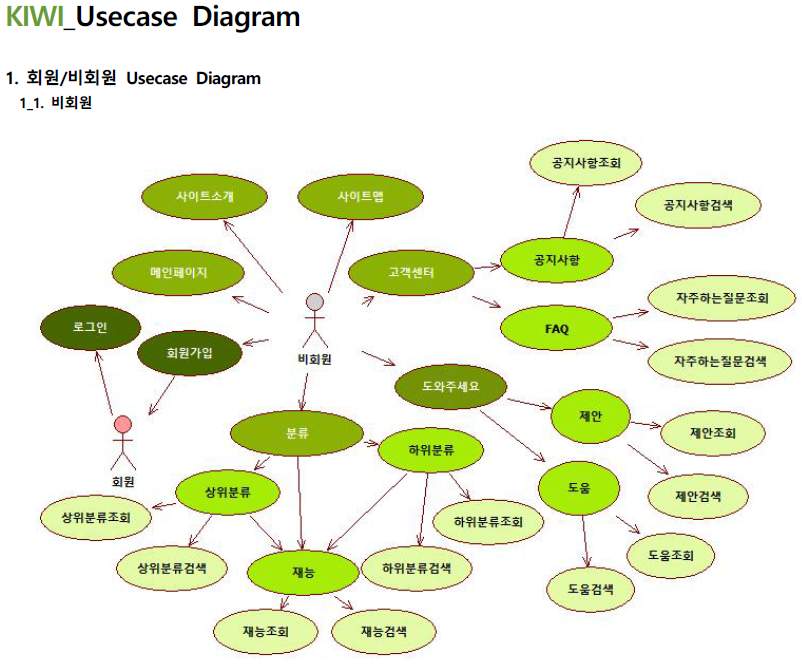 KIWI_Usecase Diagram
1. 회원/비회원 Usecase Diagram
1_1. 비회원
공지사항조회
사이트소개
사이트맵
공지사항검색
공지사항
메인페이지
고객센터
자주하는질문조회
로그인
FAQ
회원가입
비회원
자주하는질문검색
도와주세요
제안
분류
제안조회
하위분류
회원
상위분류
도움
제안검색
상위분류조회
하위분류조회
도움조회
상위분류검색
재능
하위분류검색
도움검색
재능조회
재능검색